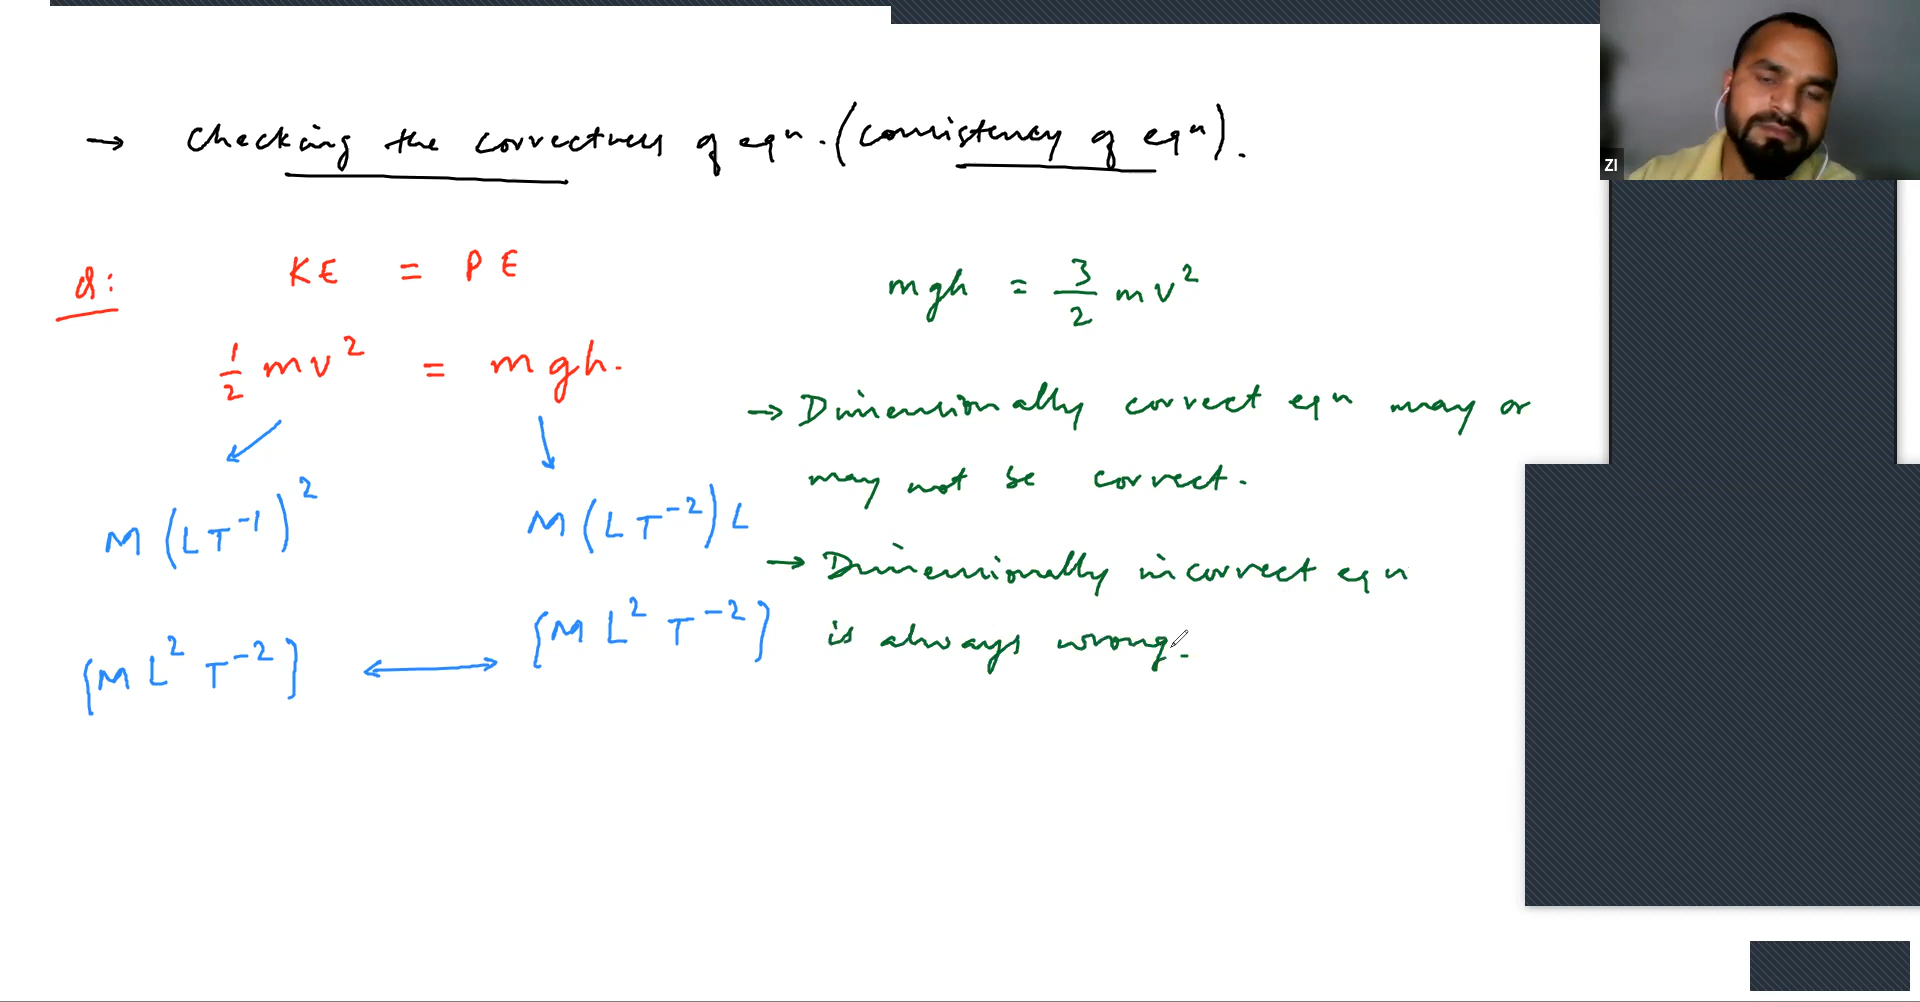 → Checking the correctness of eqn. (consistency of eqn).
Q:
KE = PE
1/2 mv² = mgh.
M(LT⁻¹)²
M(LT⁻²)L
[M L² T⁻²] ↔ [M L² T⁻²]
mgh = 3/2 mv²
→ Dimensionally correct eqn may or
may not be correct.
→ Dimensionally incorrect eqn
is always wrong.
ZI